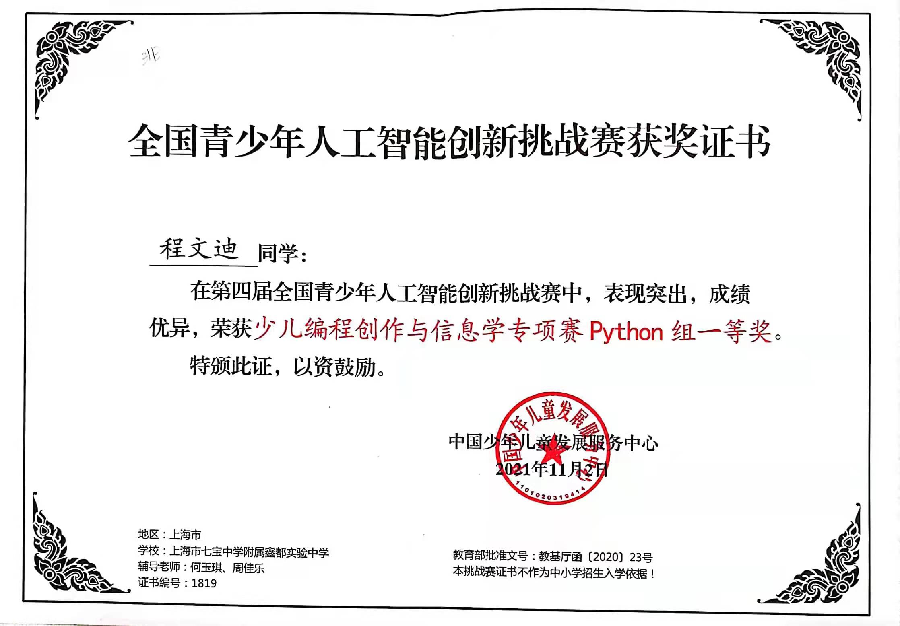 全国青少年人工智能创新挑战赛获奖证书
程文迪 同学：
在第四届全国青少年人工智能创新挑战赛中，表现突出，成绩
优异，荣获少儿编程创作与信息学专项赛 Python 组一等奖。
特颁此证，以资鼓励。
中国少年儿童发展服务中心
中国少年儿童发展服务中心
2021年11月2日
1101020310414
地区：上海市
学校：上海市七宝中学附属鑫都实验中学
辅导老师：何玉琪、周佳乐
证书编号：1819
教育部批准文号：教基厅函〔2020〕23号
本挑战赛证书不作为中小学招生入学依据！